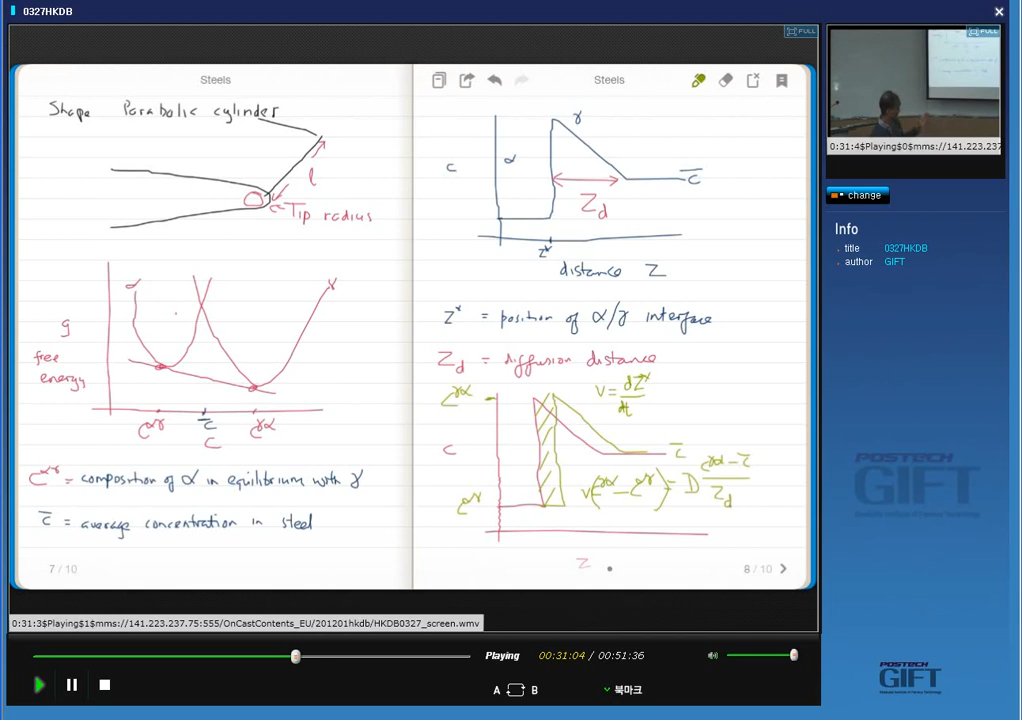 0327HKDB
FULL
FULL
Steels
Shape Parabolic cylinder
l
Tip radius
α
γ
g
free
energy
c^αγ
c̄
c^γα
C
C^αγ = composition of α in equilibrium with γ
c̄ = average concentration in steel
7 / 10
Steels
γ
α
c
c̄
Z_d
Z*
distance Z
Z* = position of α/γ interface
Z_d = diffusion distance
c^γα
v = dZ*/dt
c
c̄
v(c^γα - c^αγ) = D (c^γα - c̄)/Z_d
c^αγ
Z
8 / 10
0:31:3$Playing$1$mms://141.223.237.75:555/OnCastContents_EU/201201hkdb/HKDB0327_screen.wmv
Playing 00:31:04 / 00:51:36
A B 북마크
0:31:4$Playing$0$mms://141.223.237
change
Info
title 0327HKDB
author GIFT
POSTECH
GIFT
POSTECH
GIFT